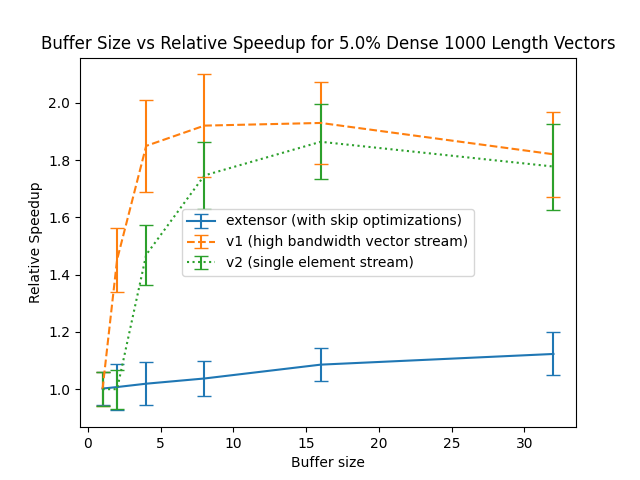 Buffer Size vs Relative Speedup for 5.0% Dense 1000 Length Vectors
Relative Speedup
2.0
1.8
1.6
1.4
1.2
1.0
extensor (with skip optimizations)
v1 (high bandwidth vector stream)
v2 (single element stream)
0 5 10 15 20 25 30
Buffer size